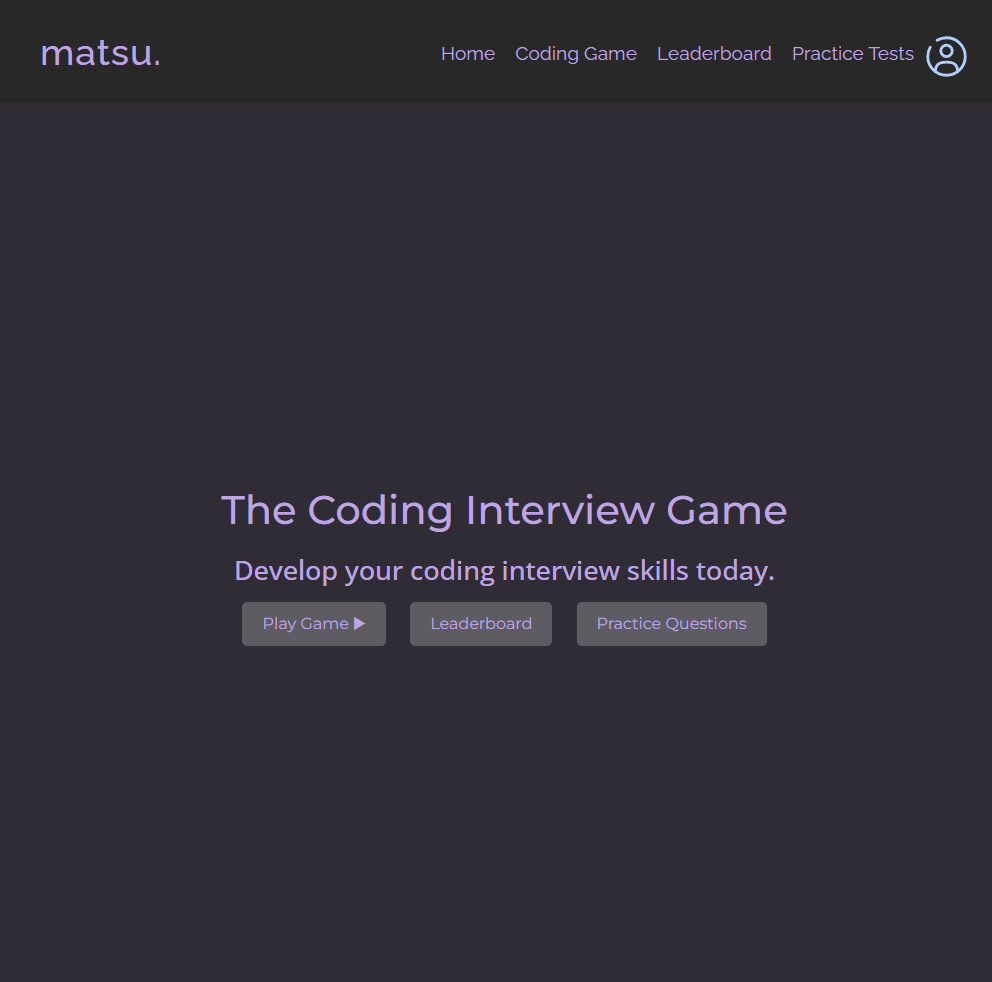 matsu.
Home Coding Game Leaderboard Practice Tests
The Coding Interview Game
Develop your coding interview skills today.
Play Game ▶ Leaderboard Practice Questions